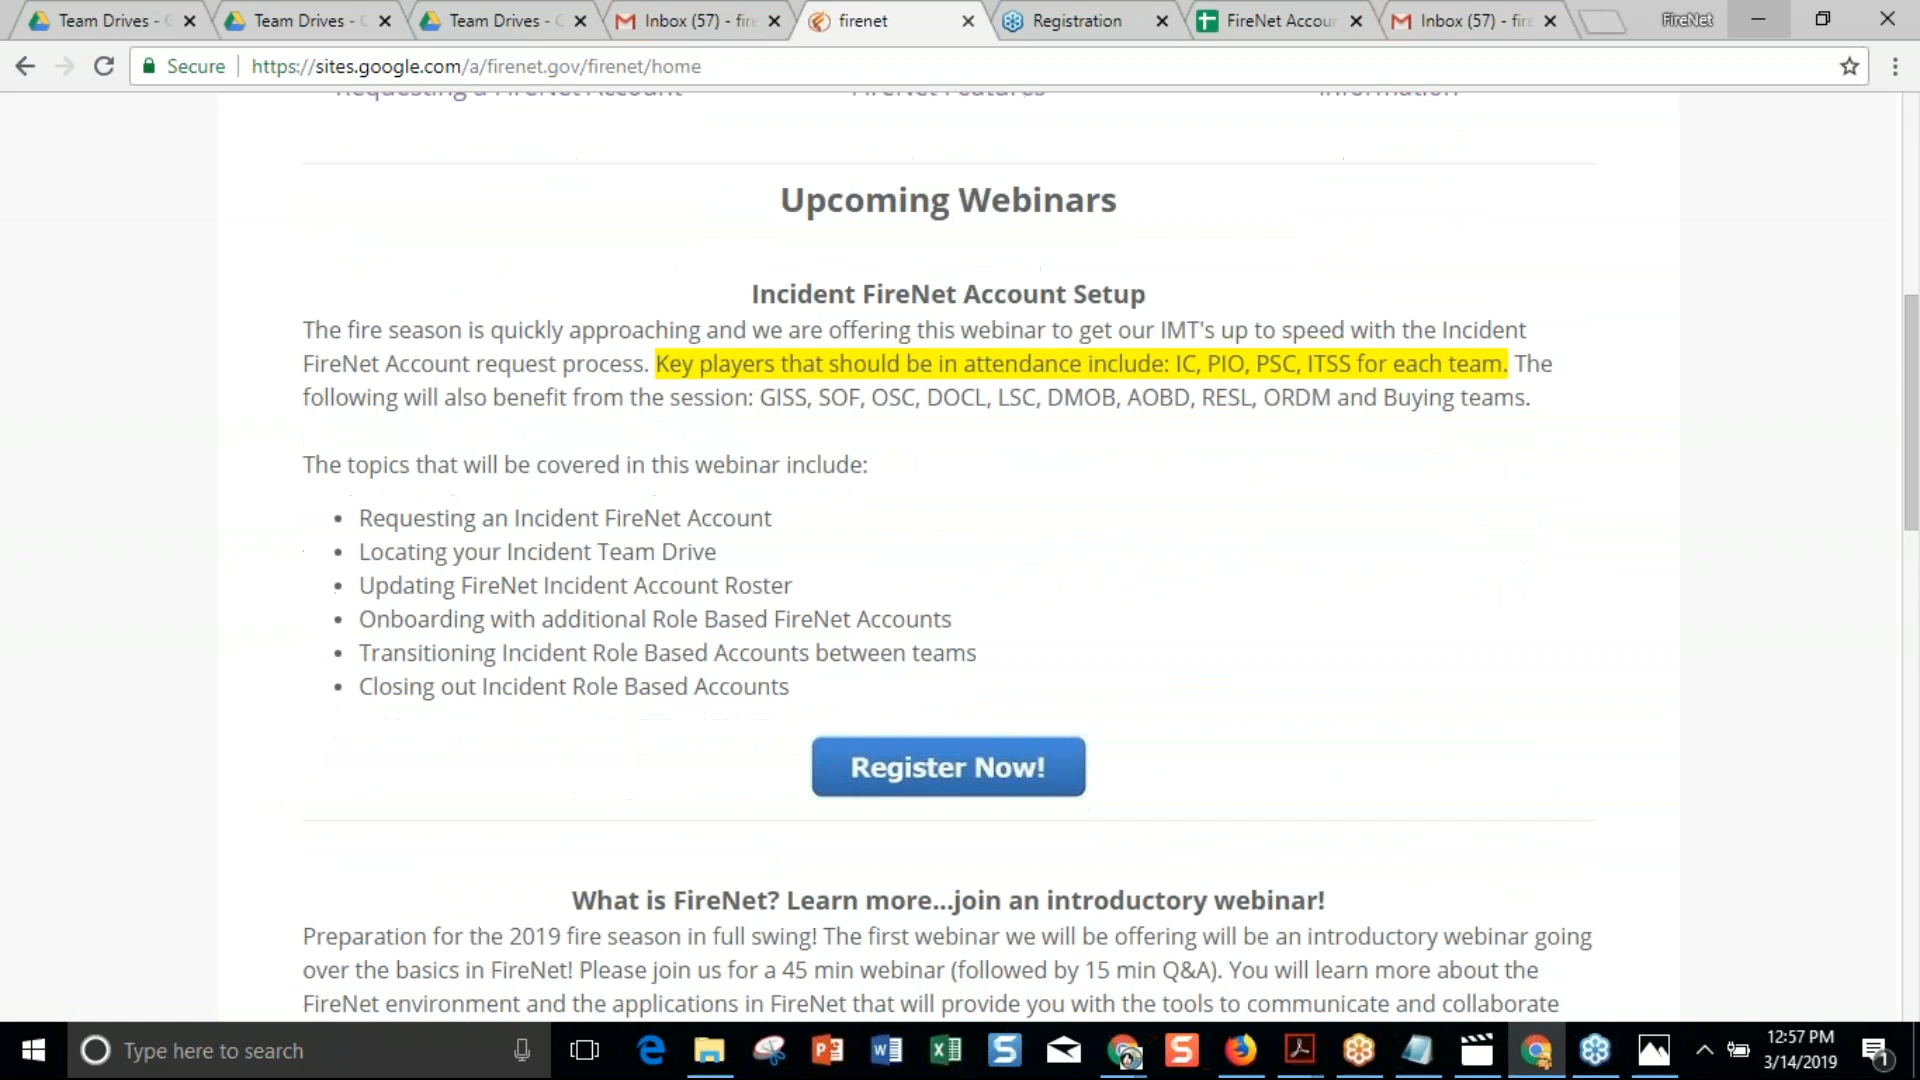 Team Drives - G
Team Drives - G
Team Drives - G
Inbox (57) - fire
firenet
Registration
FireNet Accou
Inbox (57) - fire
FireNet
Secure
https://sites.google.com/a/firenet.gov/firenet/home
Requesting a FireNet Account
FireNet Features
Information
Upcoming Webinars
Incident FireNet Account Setup
The fire season is quickly approaching and we are offering this webinar to get our IMT's up to speed with the Incident
FireNet Account request process. Key players that should be in attendance include: IC, PIO, PSC, ITSS for each team. The
following will also benefit from the session: GISS, SOF, OSC, DOCL, LSC, DMOB, AOBD, RESL, ORDM and Buying teams.
The topics that will be covered in this webinar include:
• Requesting an Incident FireNet Account
• Locating your Incident Team Drive
• Updating FireNet Incident Account Roster
• Onboarding with additional Role Based FireNet Accounts
• Transitioning Incident Role Based Accounts between teams
• Closing out Incident Role Based Accounts
Register Now!
What is FireNet? Learn more...join an introductory webinar!
Preparation for the 2019 fire season in full swing! The first webinar we will be offering will be an introductory webinar going
over the basics in FireNet! Please join us for a 45 min webinar (followed by 15 min Q&A). You will learn more about the
FireNet environment and the applications in FireNet that will provide you with the tools to communicate and collaborate
Type here to search
12:57 PM
3/14/2019
1